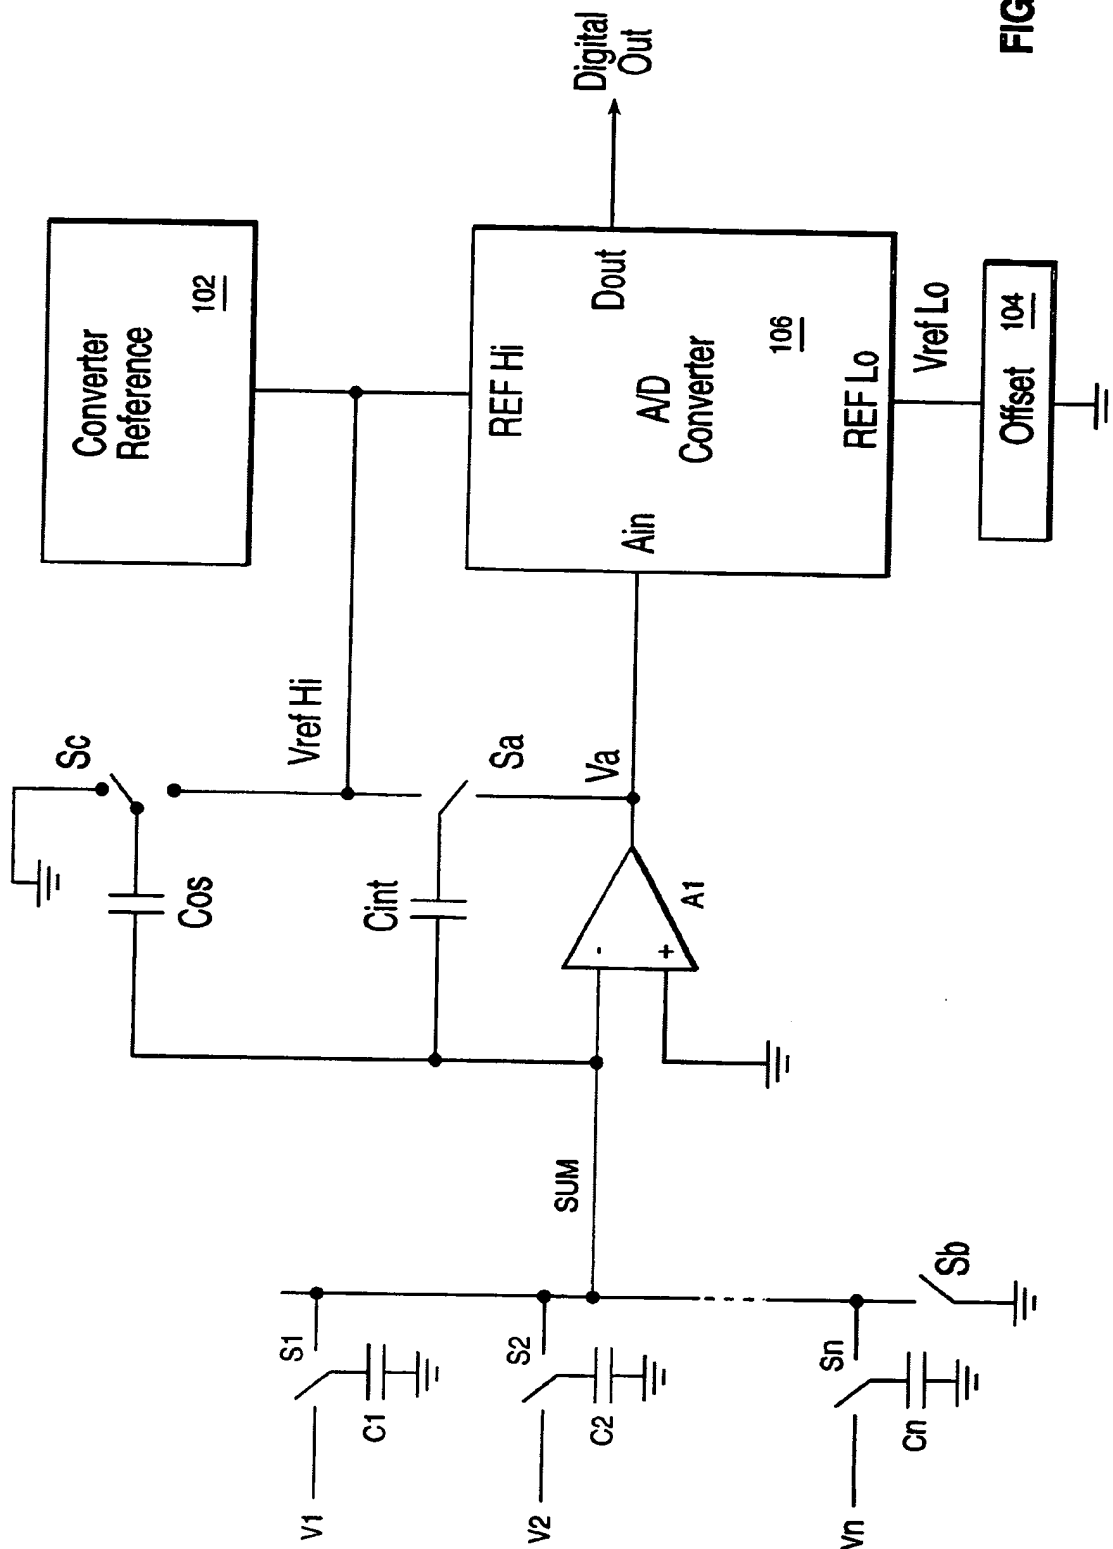 Converter
Reference
102
Sc
Cos
Vref Hi
Cint
Sa
Va
A1
-
+
SUM
REF Hi
A/D
Converter
106
Ain
Dout
REF Lo
Digital
Out
Vref Lo
Offset 104
V1
S1
C1
V2
S2
C2
Vn
Sn
Cn
Sb
FIG